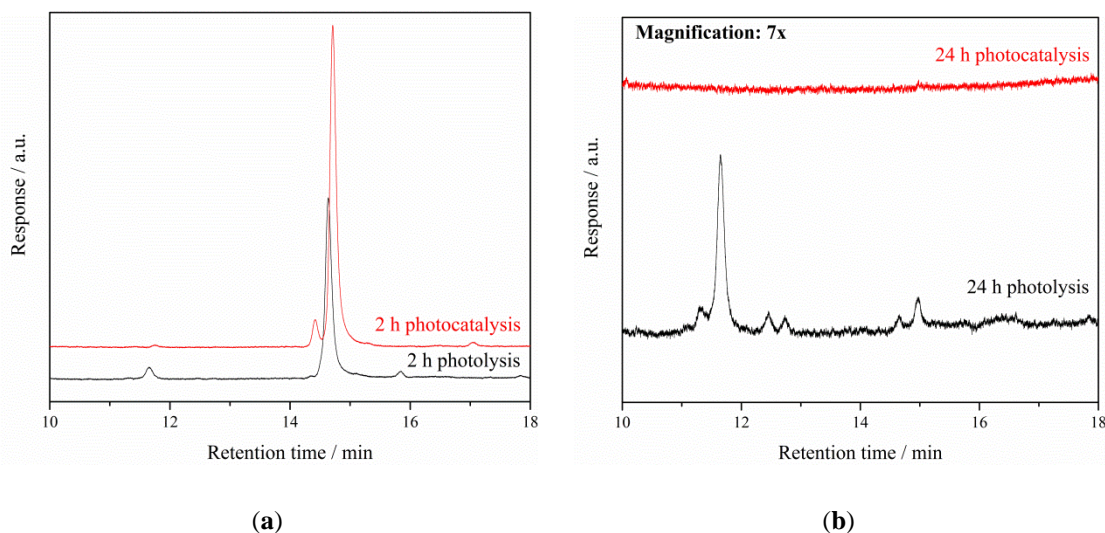 Response / a.u.
2 h photocatalysis
2 h photolysis
10
12
14
16
18
Retention time / min
(a)
Magnification: 7x
24 h photocatalysis
Response / a.u.
24 h photolysis
10
12
14
16
18
Retention time / min
(b)